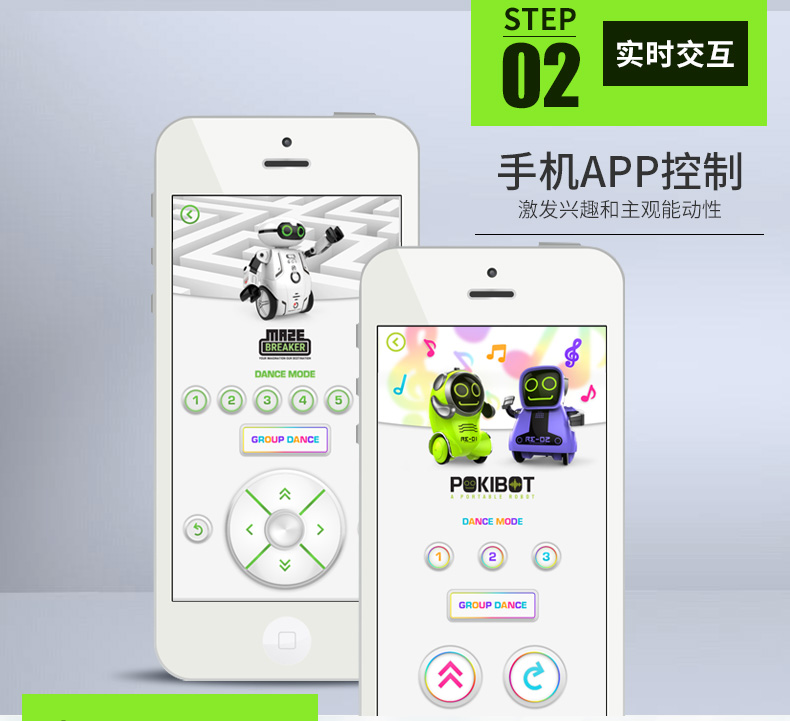 STEP
02
实时交互
手机APP控制
激发兴趣和主观能动性
MAZE
BREAKER
DANCE MODE
1 2 3 4 5
GROUP DANCE
RE-01
RE-02
POKIBOT
A PORTABLE ROBOT
DANCE MODE
1 2 3
GROUP DANCE